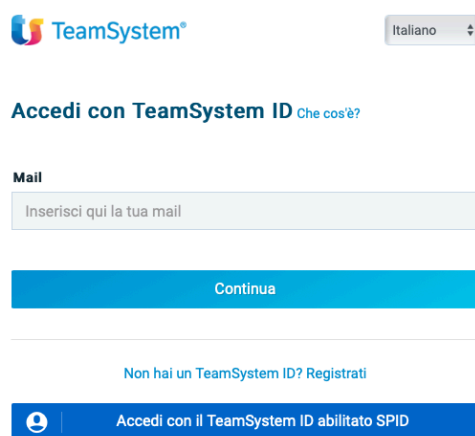 TeamSystem®
Italiano
Accedi con TeamSystem ID Che cos'è?
Mail
Inserisci qui la tua mail
Continua
Non hai un TeamSystem ID? Registrati
Accedi con il TeamSystem ID abilitato SPID